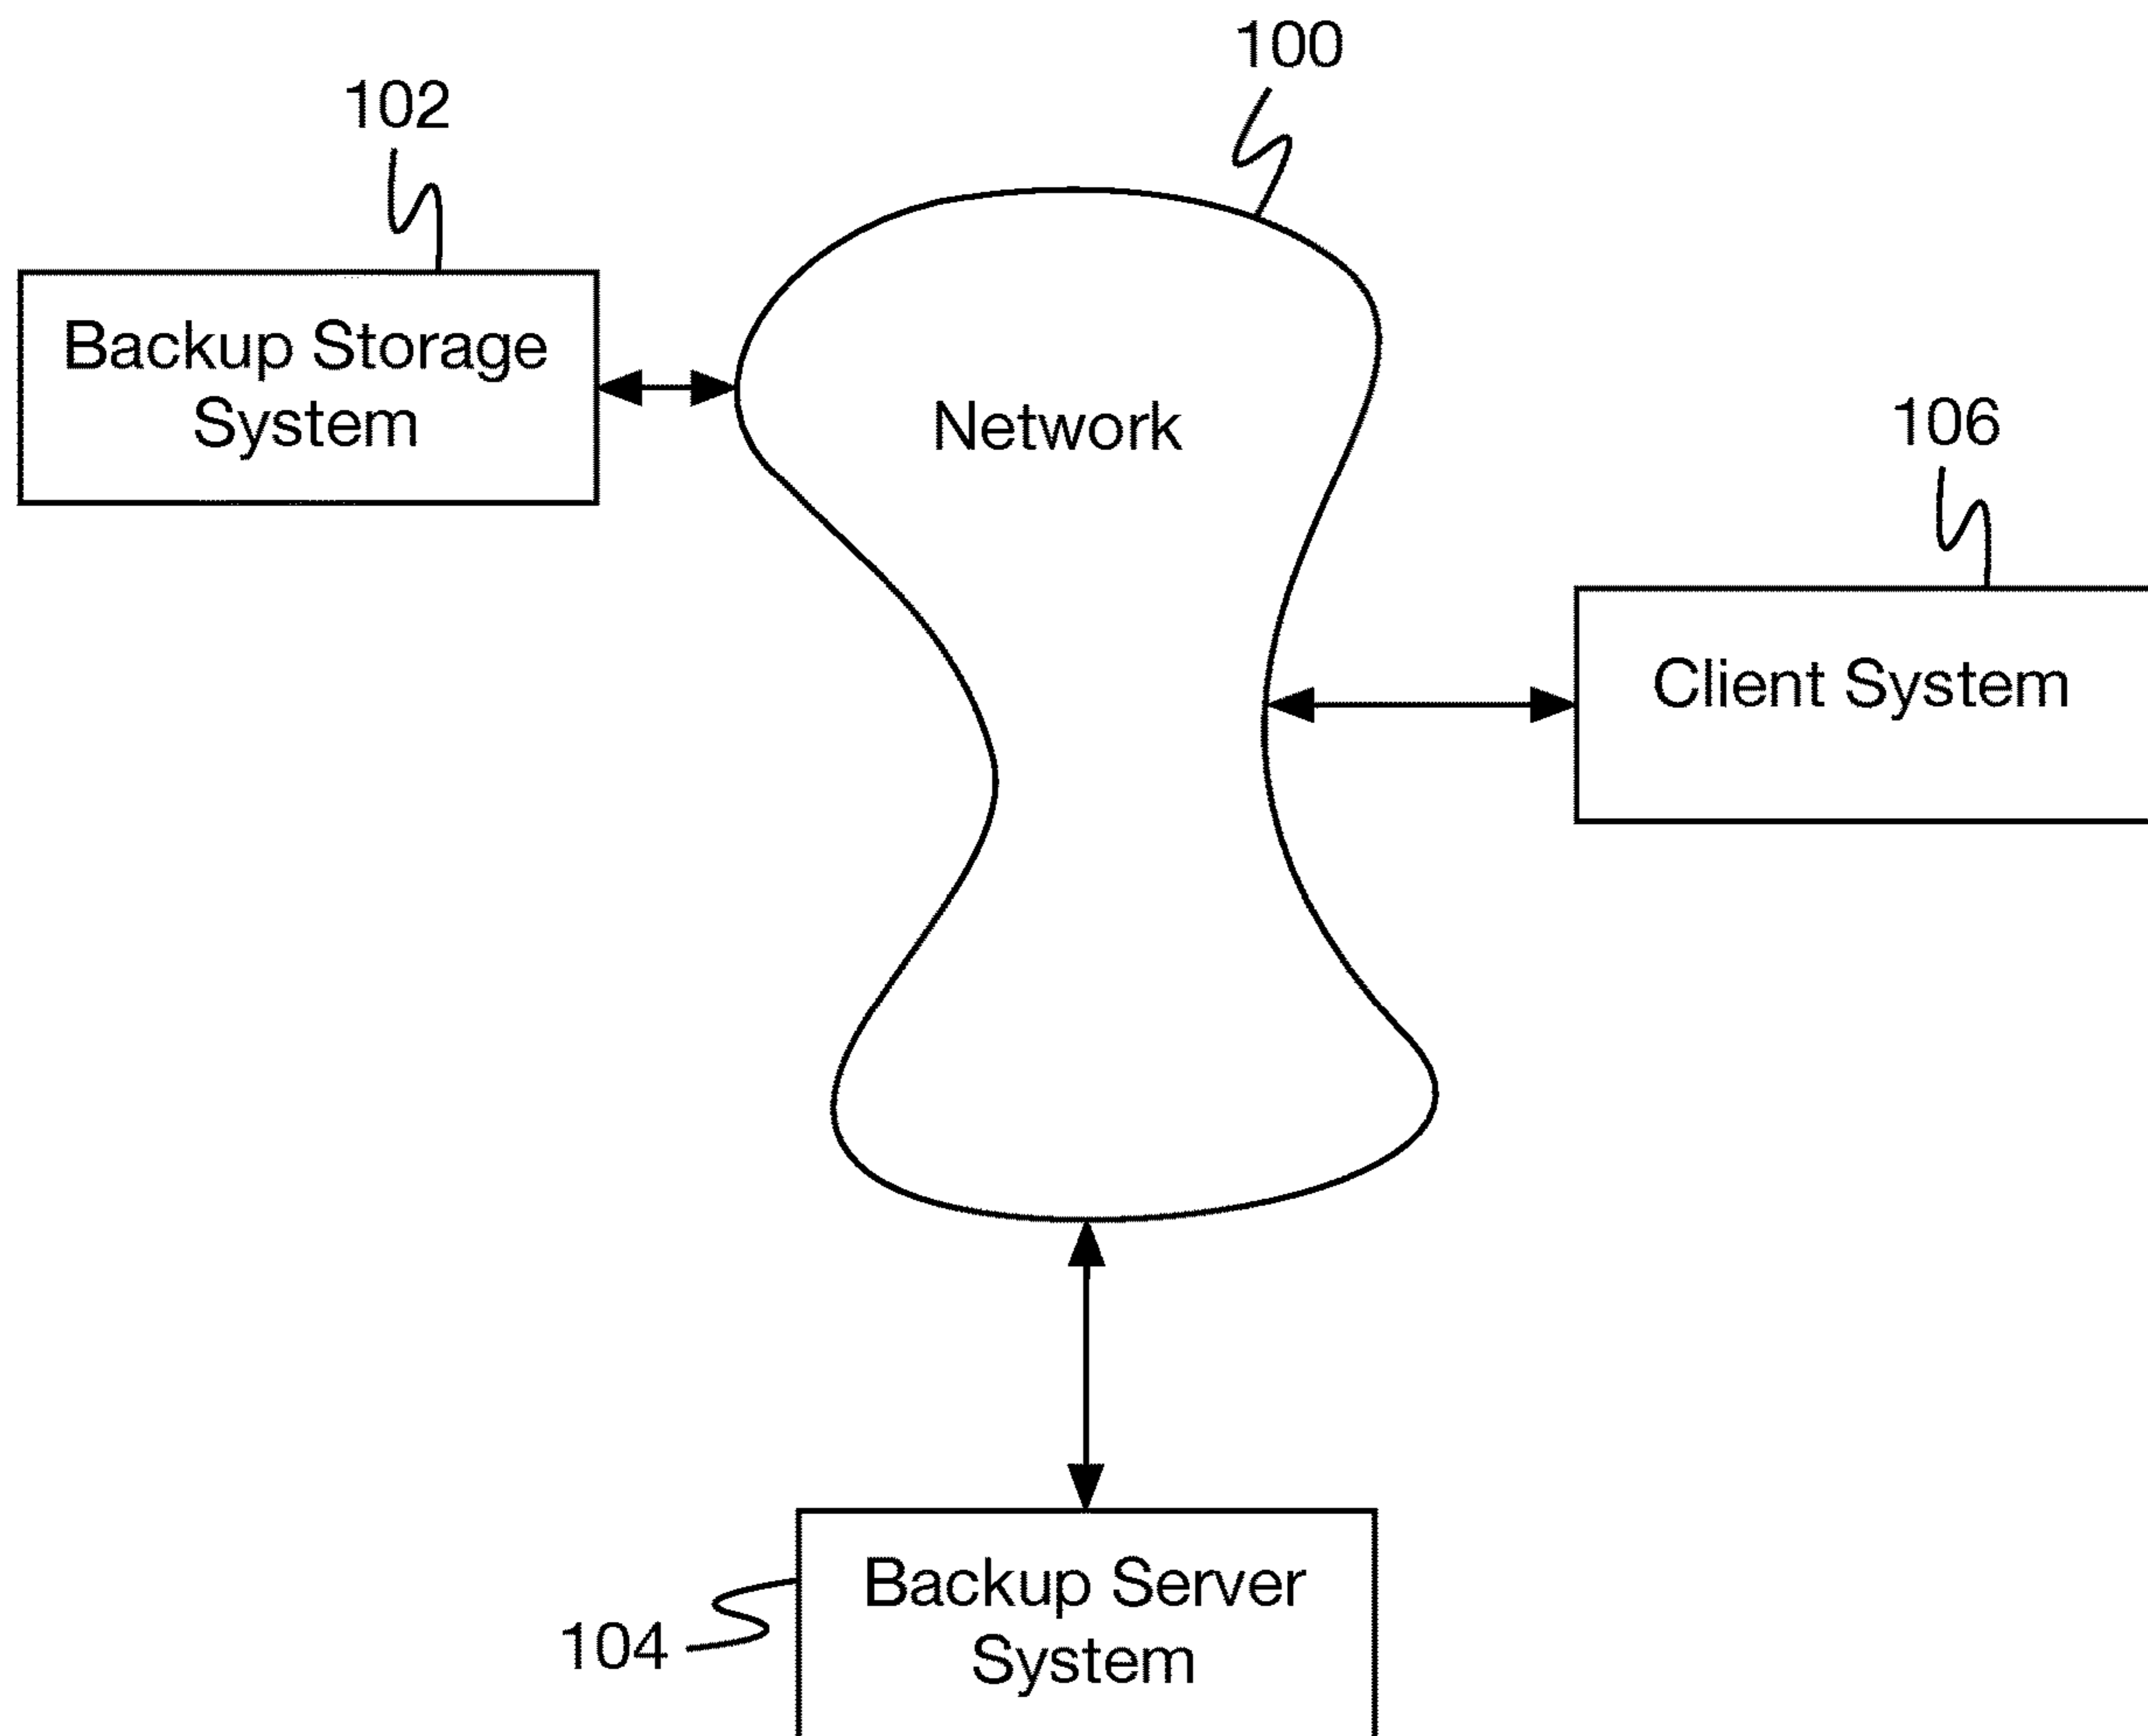 100
102
Backup Storage
System
Network
106
Client System
Backup Server
System
104